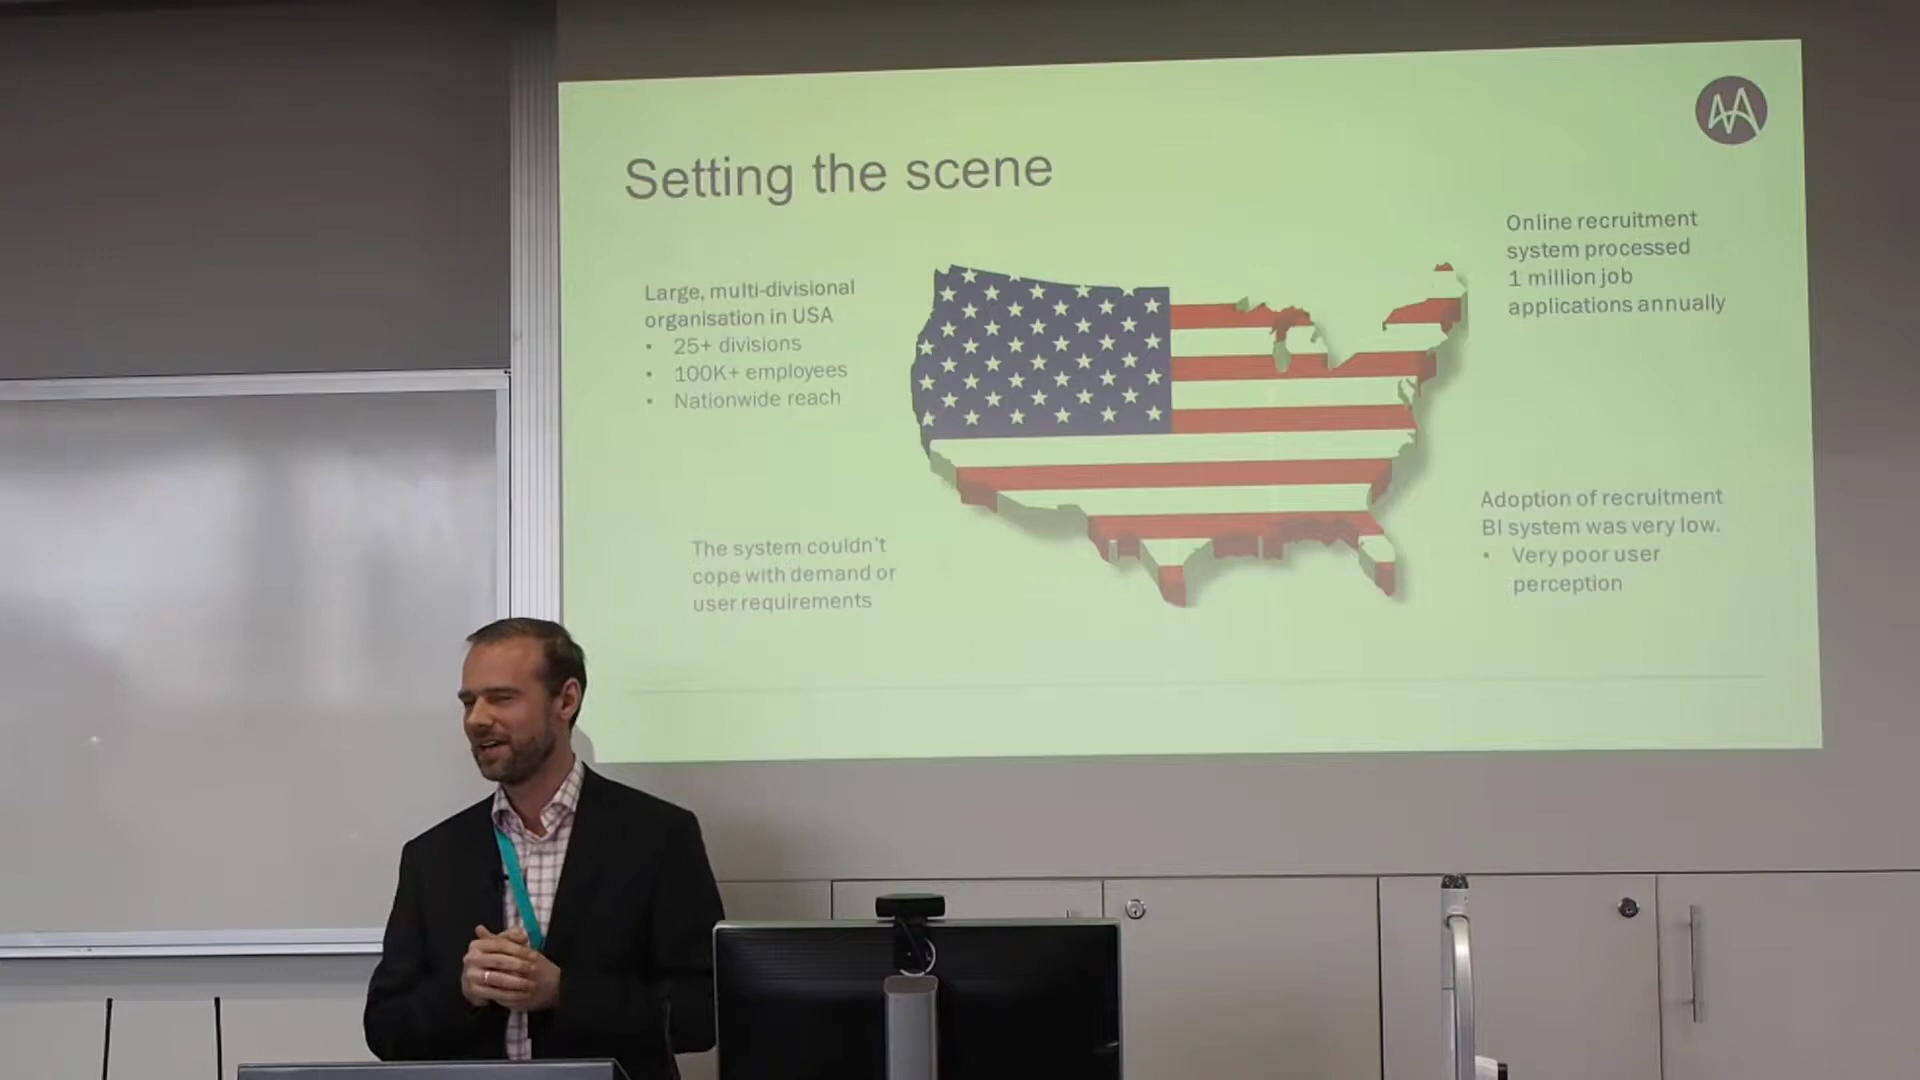 Setting the scene
Large, multi-divisional
organisation in USA
• 25+ divisions
• 100K+ employees
• Nationwide reach
Online recruitment
system processed
1 million job
applications annually
The system couldn't
cope with demand or
user requirements
Adoption of recruitment
BI system was very low.
• Very poor user
perception